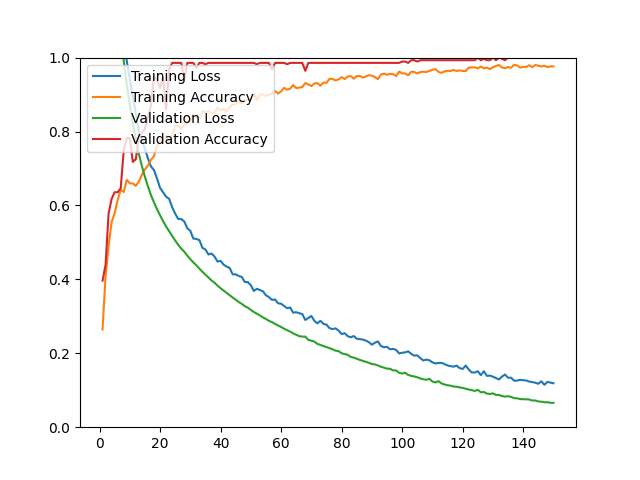 1.0
0.8
0.6
0.4
0.2
0.0
Training Loss
Training Accuracy
Validation Loss
Validation Accuracy
0 20 40 60 80 100 120 140